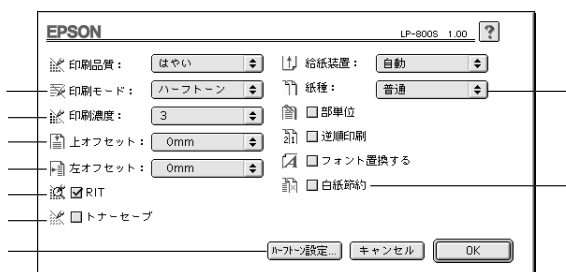 EPSON
LP-800S 1.00 ?
印刷品質： はやい
印刷モード： ハーフトーン
印刷濃度： 3
上オフセット： 0mm
左オフセット： 0mm
RIT
トナーセーブ
給紙装置： 自動
紙種： 普通
部単位
逆順印刷
フォント置換する
白紙節約
ハーフトーン設定... キャンセル OK